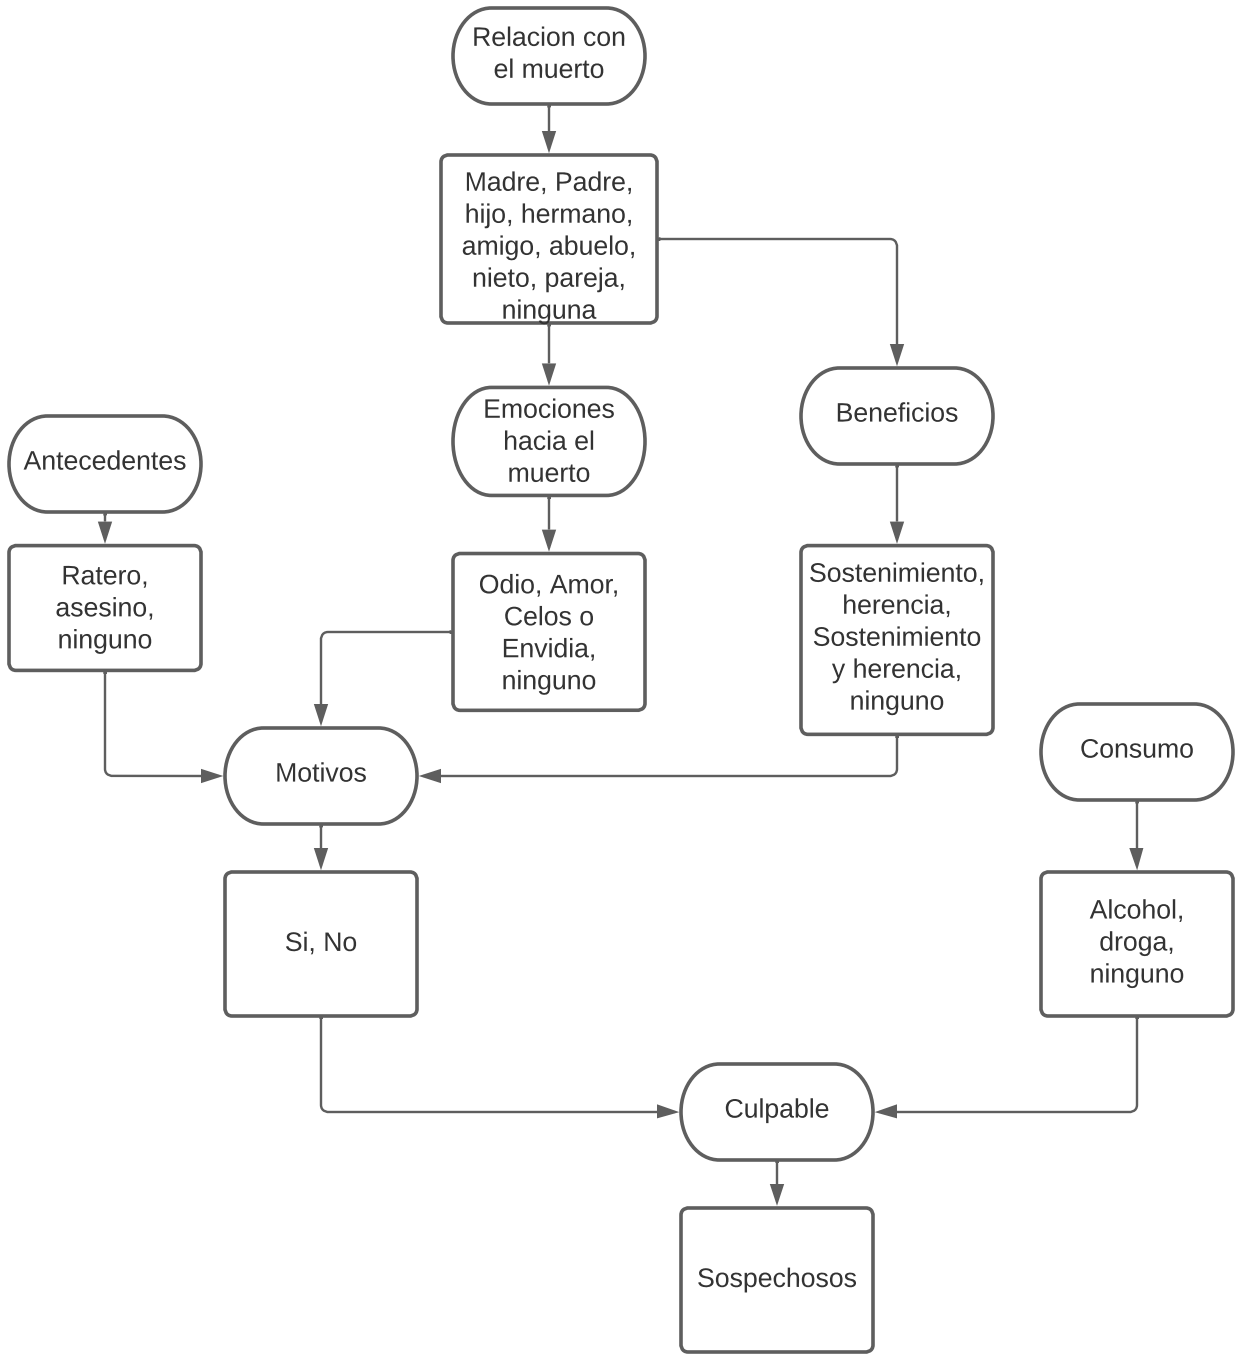 Relacion con
el muerto
Madre, Padre,
hijo, hermano,
amigo, abuelo,
nieto, pareja,
ninguna
Emociones
hacia el
muerto
Beneficios
Antecedentes
Ratero,
asesino,
ninguno
Odio, Amor,
Celos o
Envidia,
ninguno
Sostenimiento,
herencia,
Sostenimiento
y herencia,
ninguno
Motivos
Consumo
Si, No
Alcohol,
droga,
ninguno
Culpable
Sospechosos